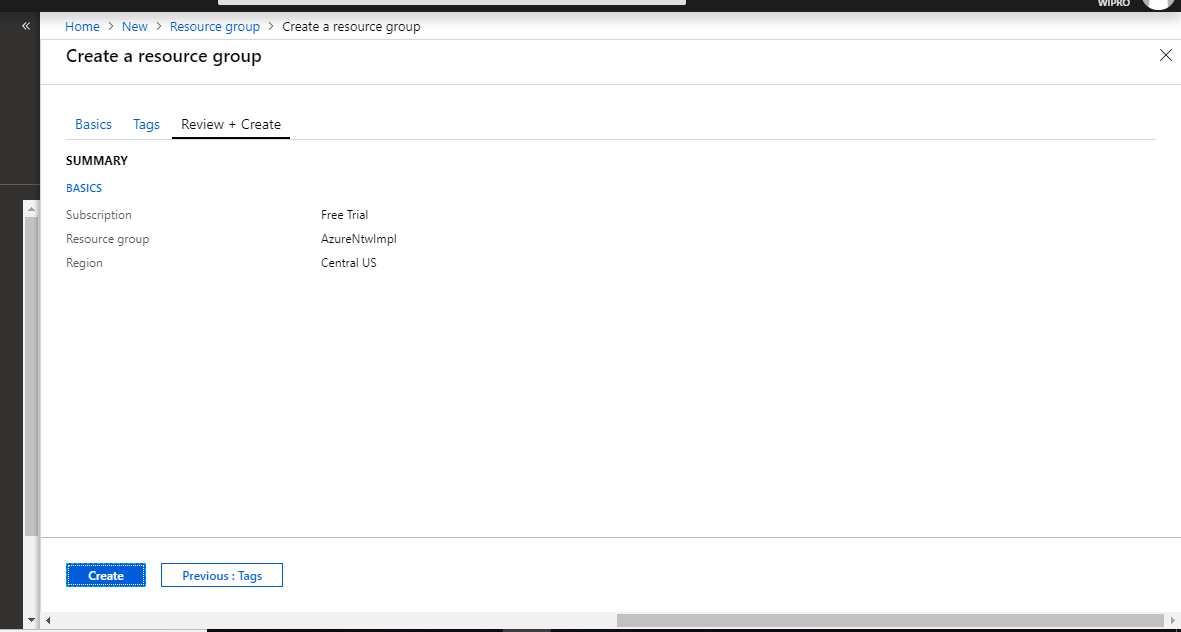 WIPRO
« Home > New > Resource group > Create a resource group
Create a resource group
Basics Tags Review + Create
SUMMARY
BASICS
Subscription Free Trial
Resource group AzureNtwImpl
Region Central US
Create Previous : Tags